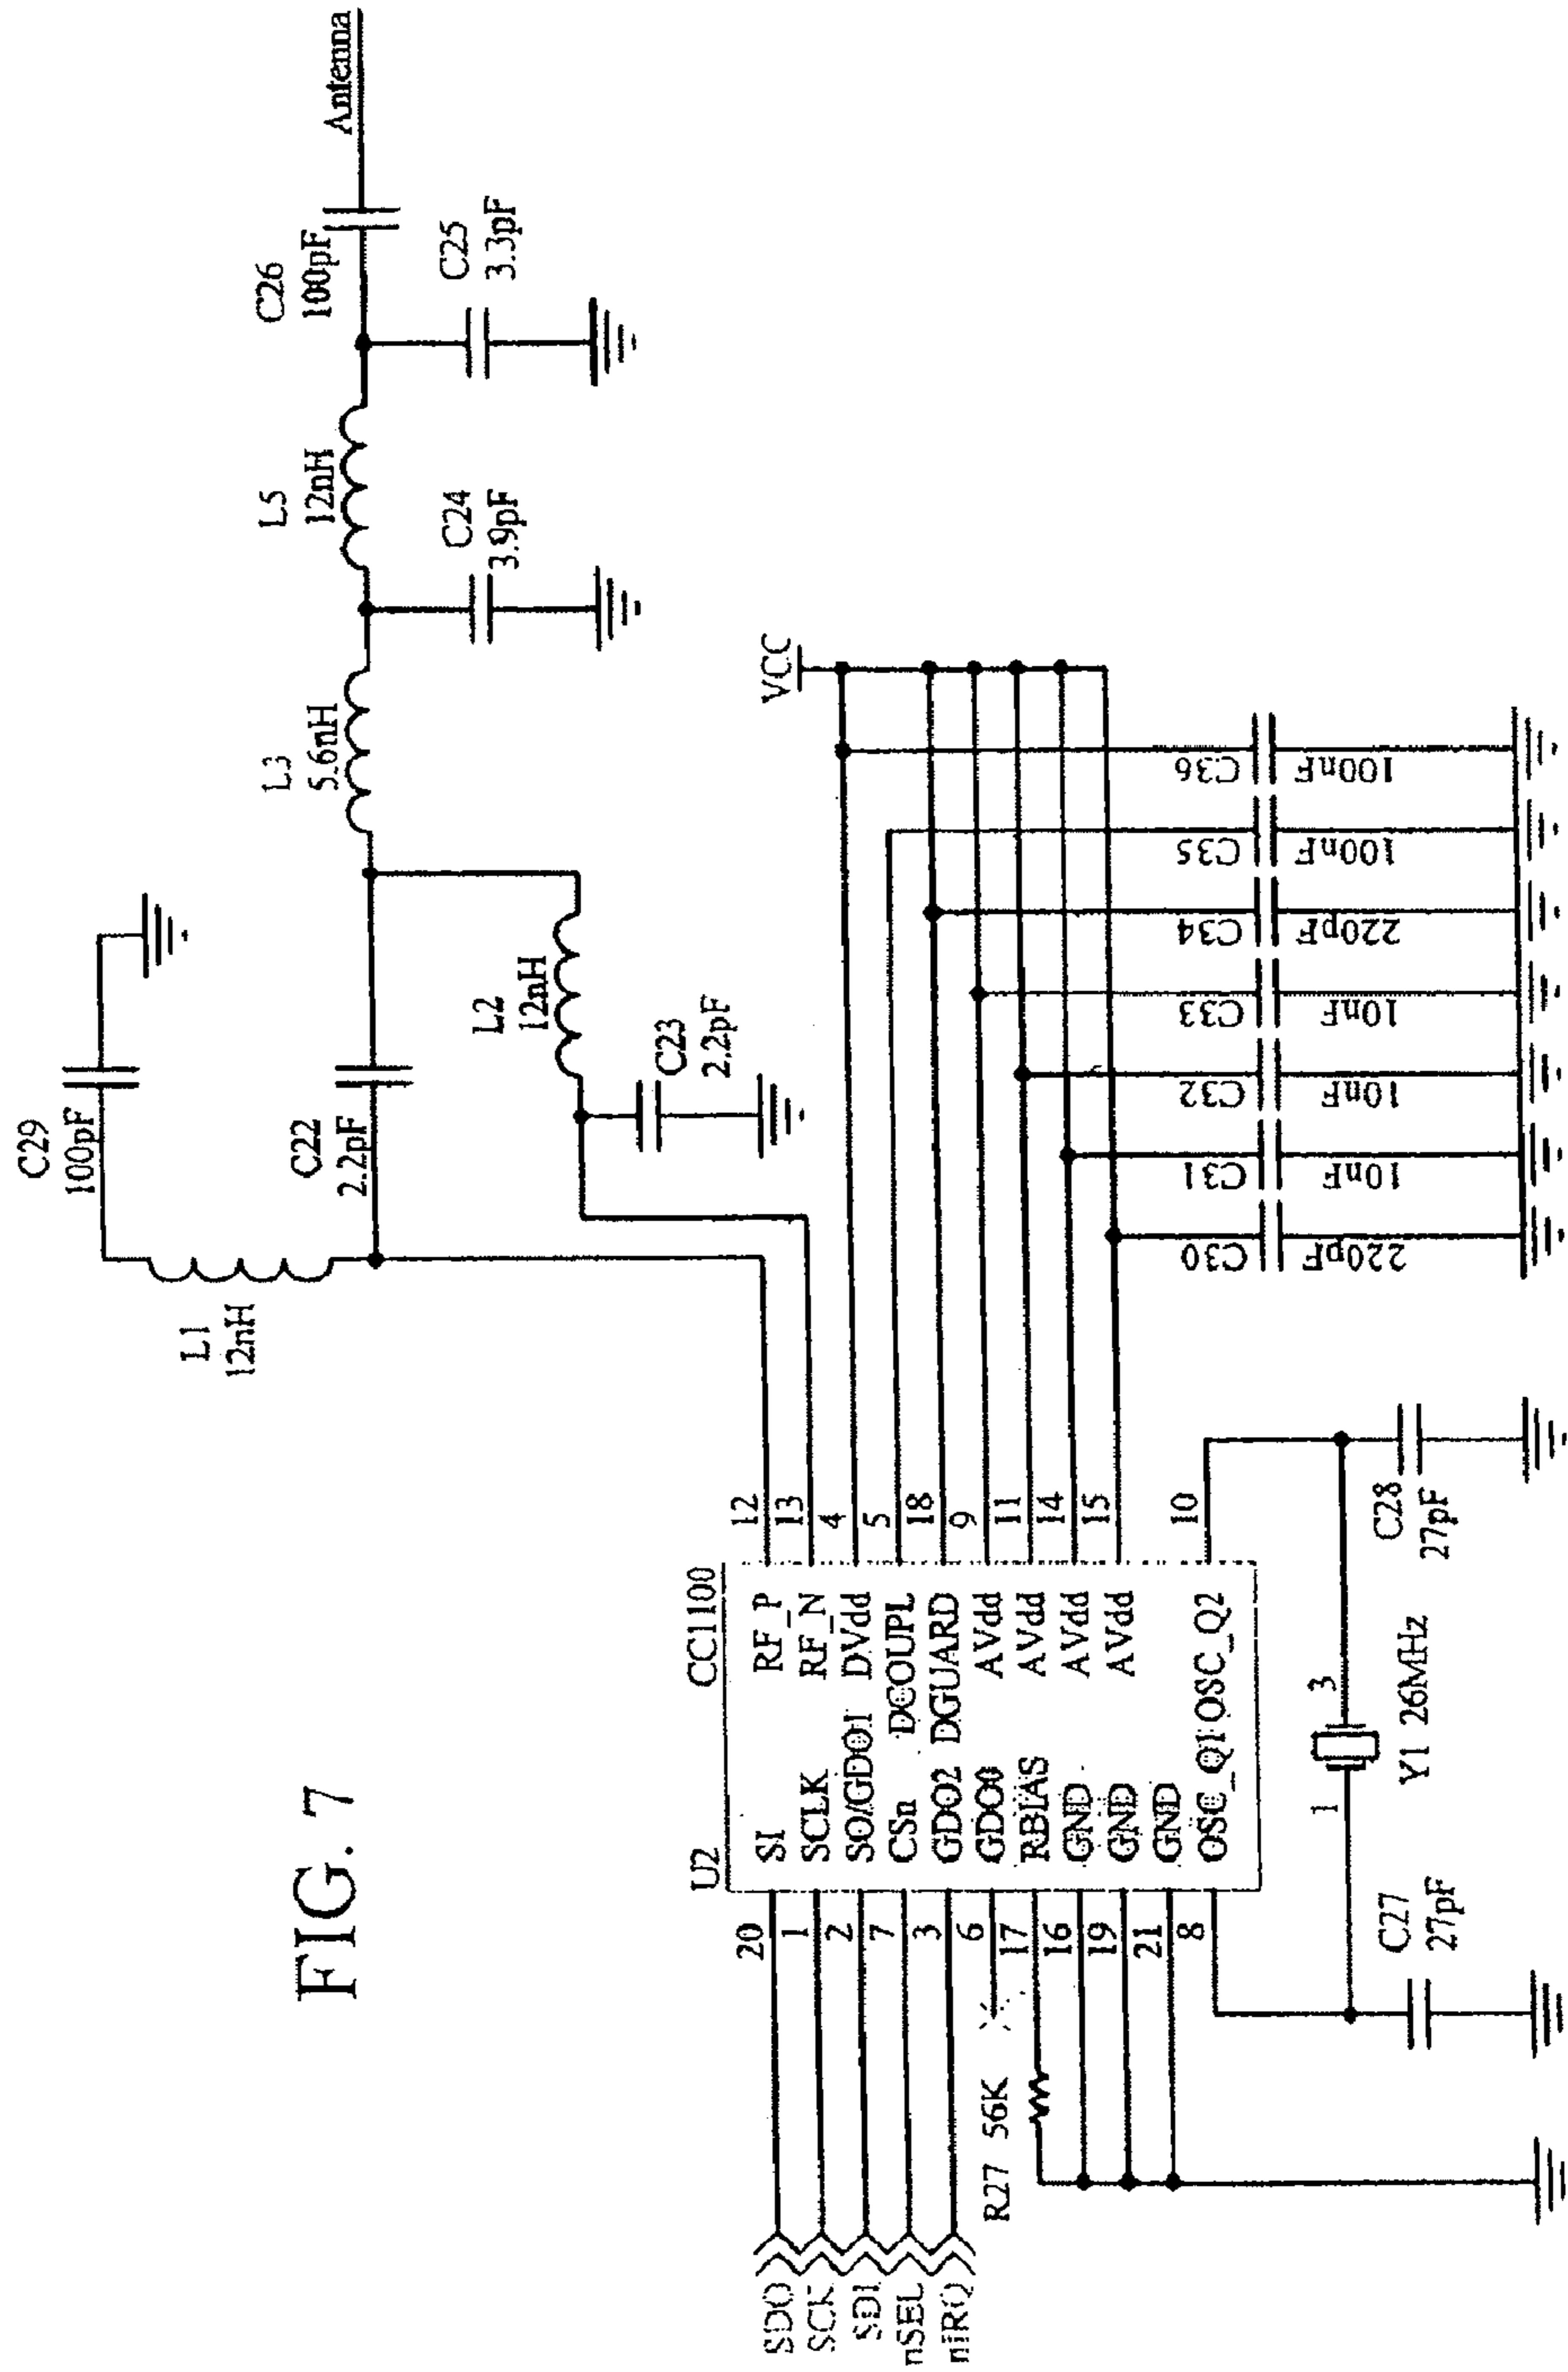 FIG. 7
Antenna
C26
100pF
C25
3.3pF
L5
12nH
C24
3.9pF
L3
5.6nH
C29
100pF
C22
2.2pF
L2
12nH
C23
2.2pF
L1
12nH
VCC
U2
CC1100
SDO
20
SI
RF_P
12
SCK
1
SCLK
RF_N
13
SDI
2
SO/GDO1
DVdd
4
nSEL
7
CSn
DCOUPL
5
nIRQ
3
GDO2
DGUARD
18
6
GDO0
AVdd
9
R27 56K
17
RBIAS
AVdd
11
16
GND
AVdd
14
19
GND
AVdd
15
21
GND
8
OSC_Q1
OSC_Q2
10
C30
220pF
C31
10nF
C32
10nF
C33
10nF
C34
220pF
C35
100nF
C36
100nF
C27
27pF
1
3
Y1 26MHz
C28
27pF